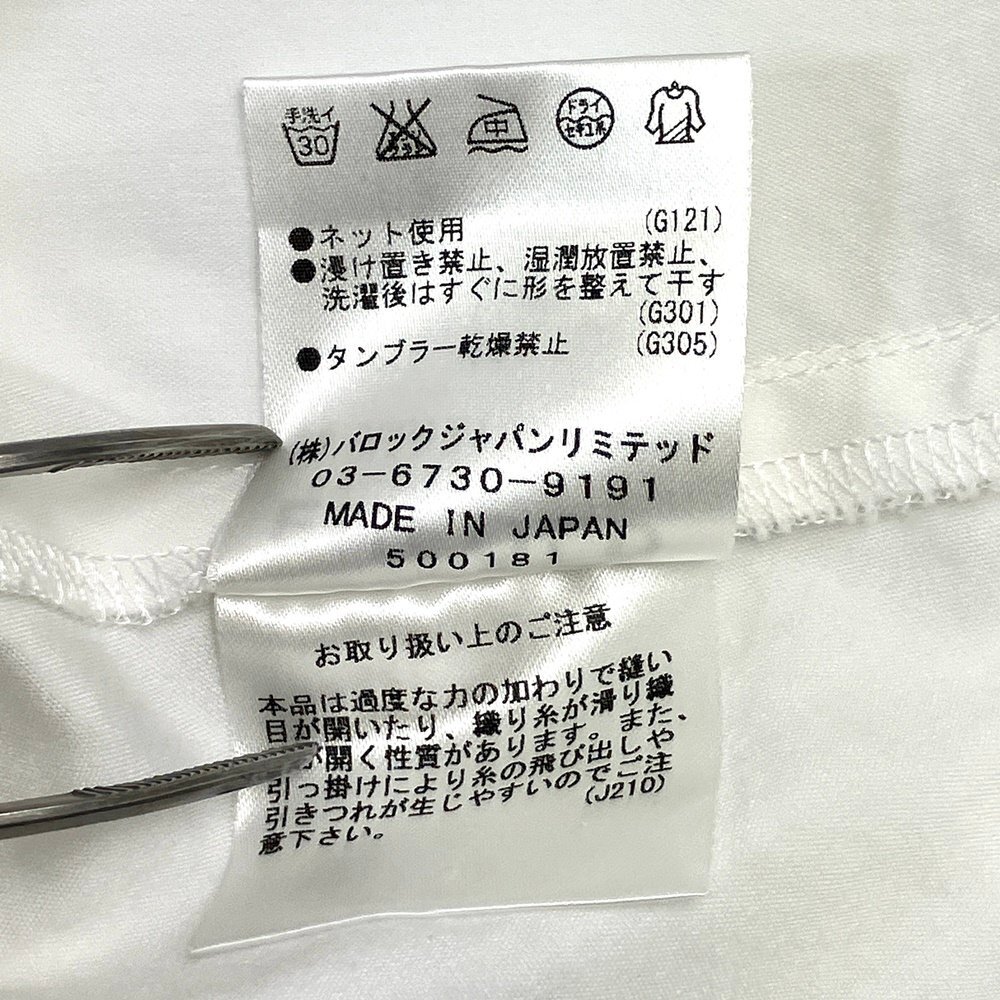 手洗イ
30
エンソ
サラシ
中
ドライ
セキユ系
●ネット使用 (G121)
●浸け置き禁止、湿潤放置禁止、
洗濯後はすぐに形を整えて干す
(G301)
●タンブラー乾燥禁止 (G305)
(株)バロックジャパンリミテッド
03-6730-9191
MADE IN JAPAN
500181
お取り扱い上のご注意
本品は過度な力の加わりで縫い
目が開いたり、織り糸が滑り織
が開く性質があります。また、
引っ掛けにより糸の飛び出しや
引きつれが生じやすいのでご注
意下さい。 (J210)